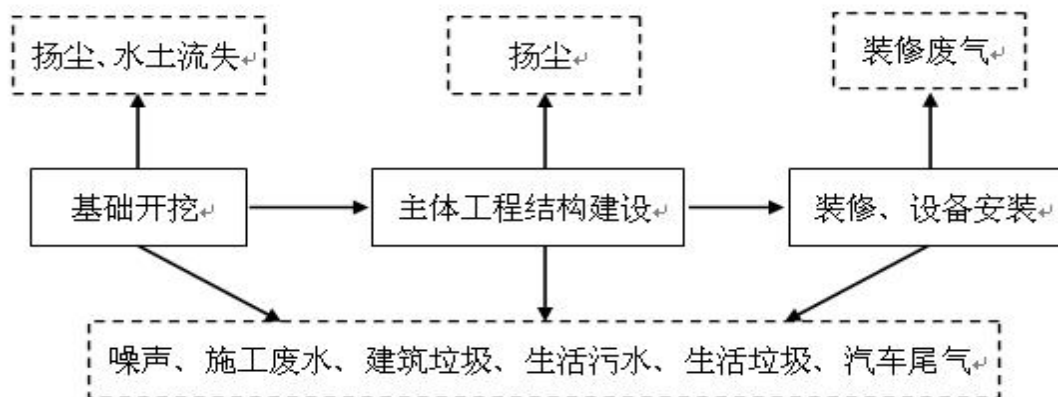 扬尘、水土流失
扬尘
装修废气
基础开挖
主体工程结构建设
装修、设备安装
噪声、施工废水、建筑垃圾、生活污水、生活垃圾、汽车尾气